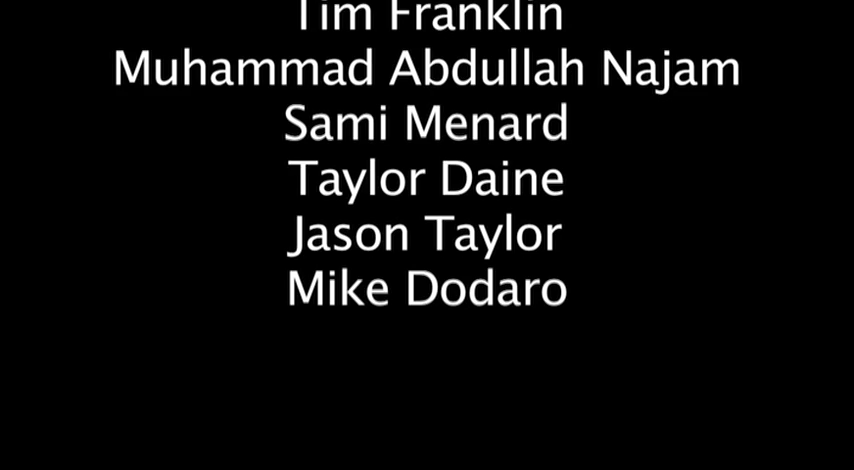 Tim Franklin
Muhammad Abdullah Najam
Sami Menard
Taylor Daine
Jason Taylor
Mike Dodaro